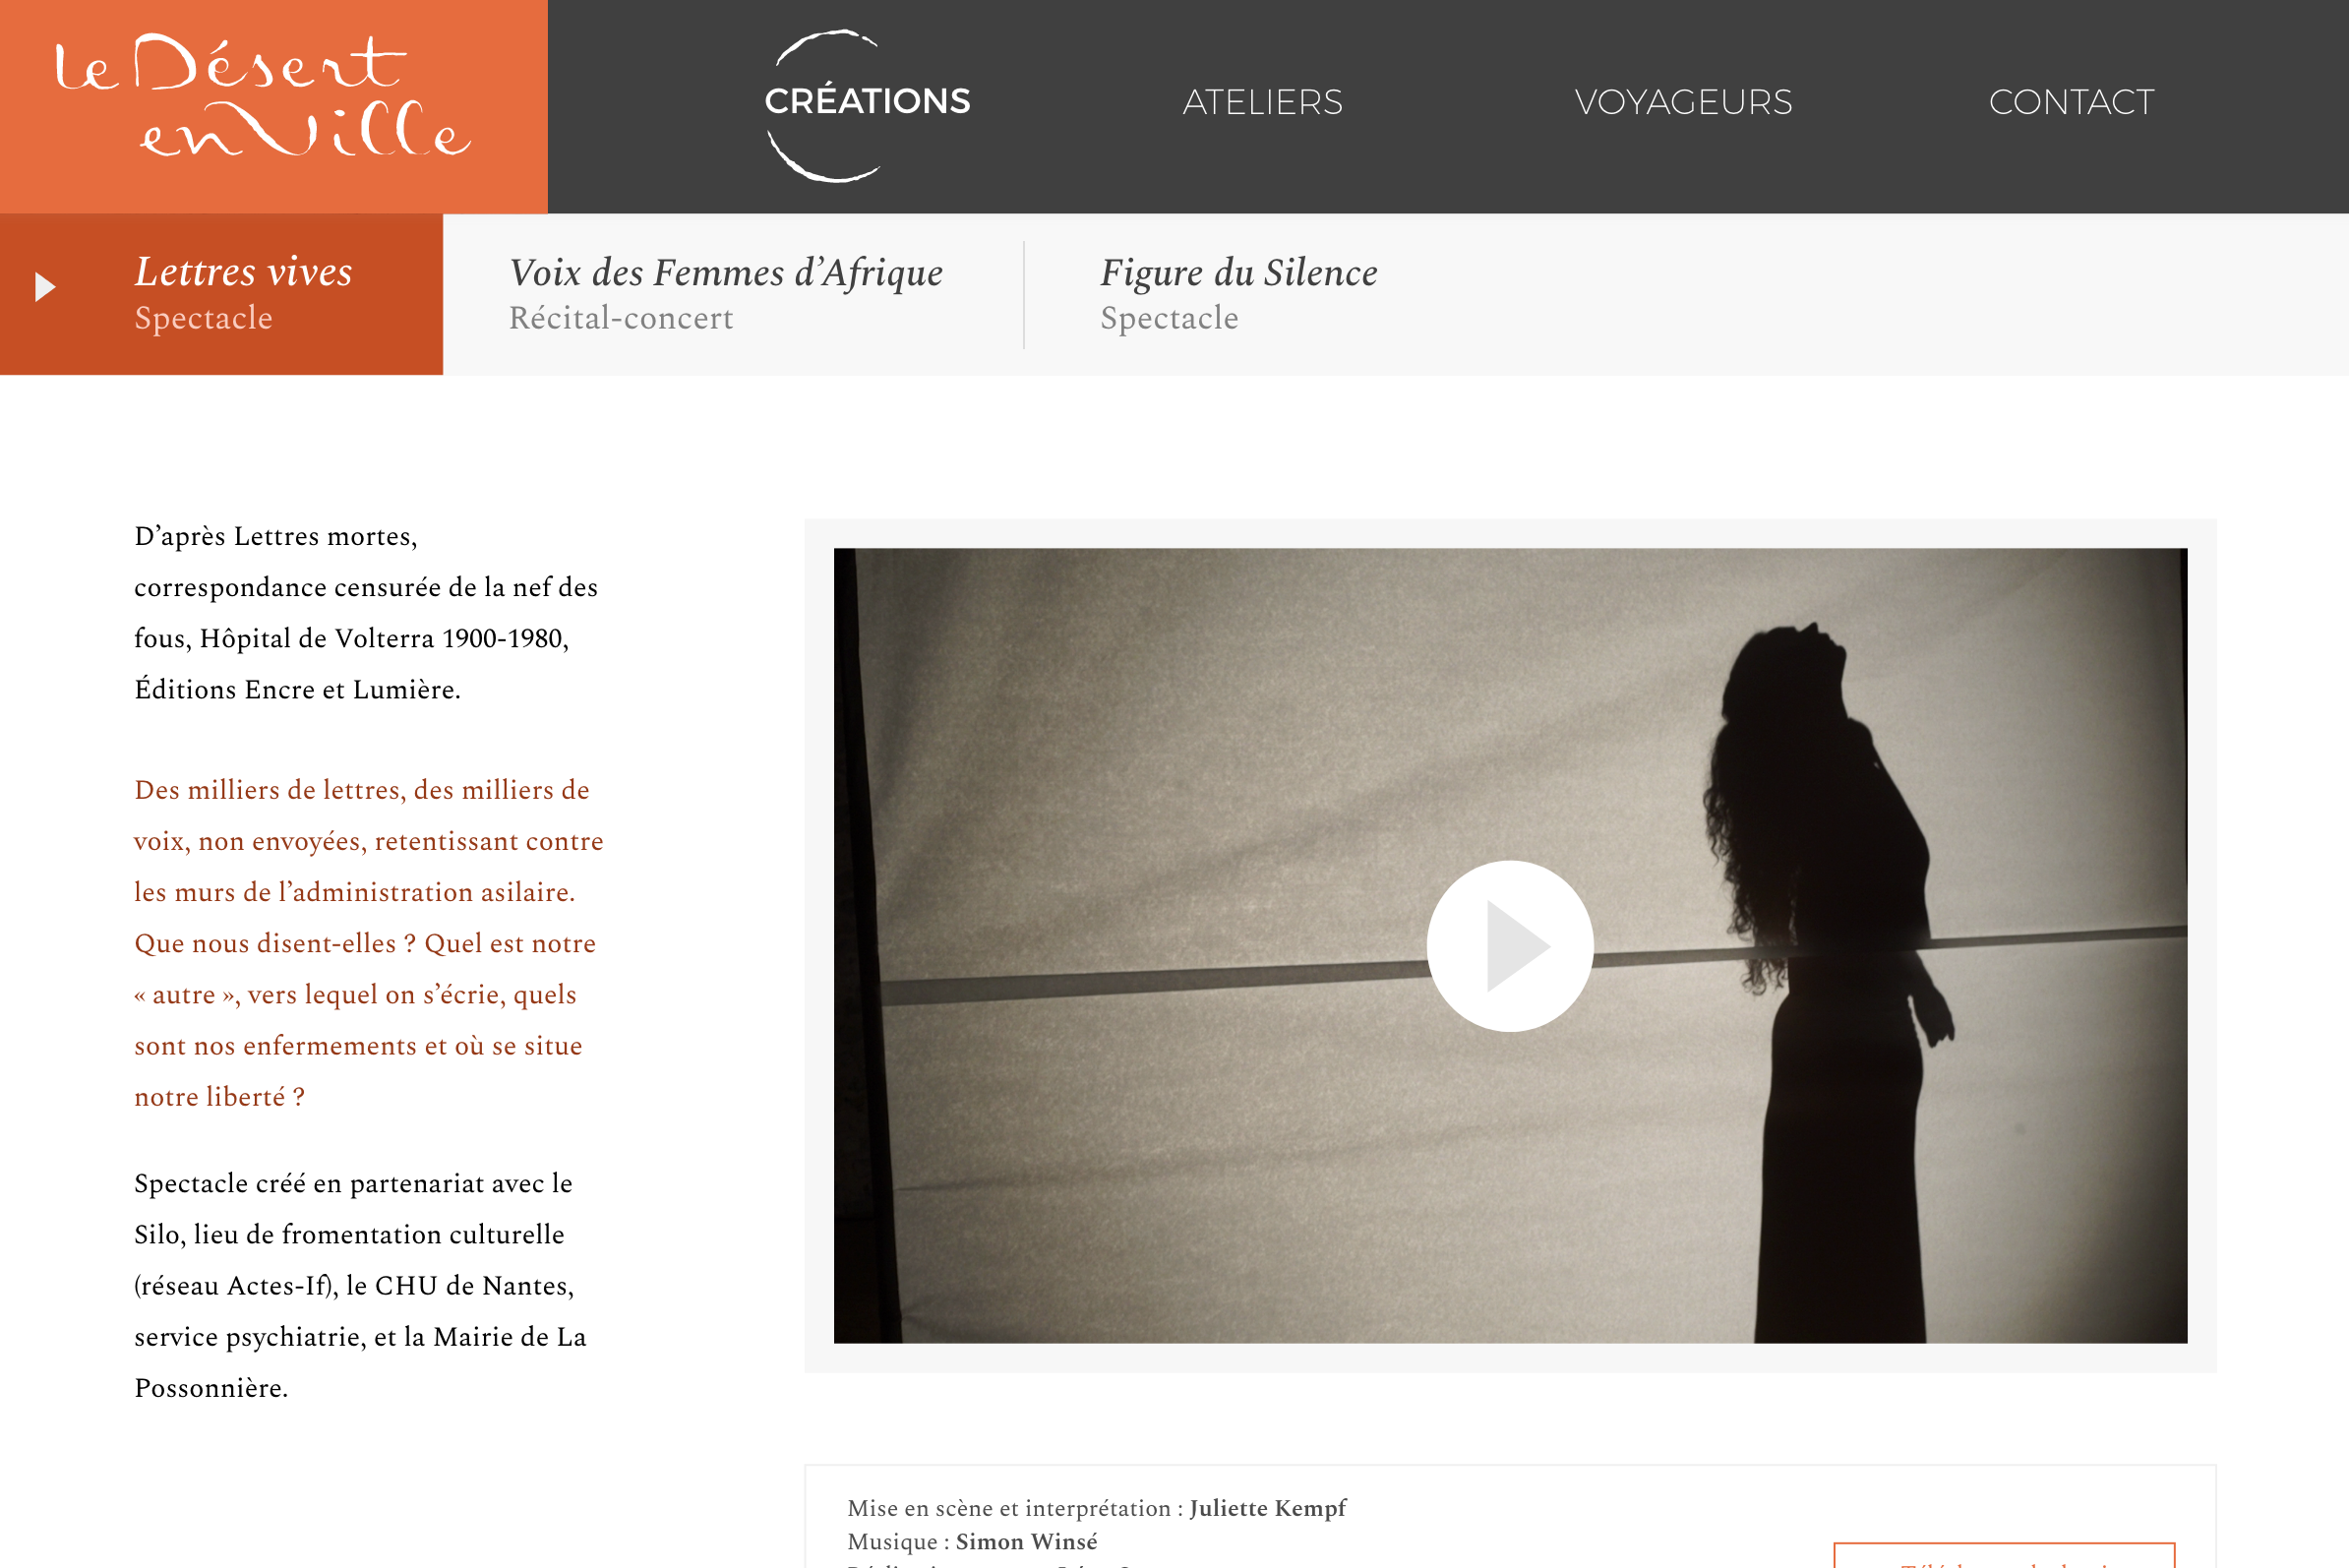 le Désert
en Ville
CRÉATIONS
ATELIERS
VOYAGEURS
CONTACT
Lettres vives
Spectacle
Voix des Femmes d’Afrique
Récital-concert
Figure du Silence
Spectacle
D’après Lettres mortes,
correspondance censurée de la nef des
fous, Hôpital de Volterra 1900-1980,
Éditions Encre et Lumière.
Des milliers de lettres, des milliers de
voix, non envoyées, retentissant contre
les murs de l’administration asilaire.
Que nous disent-elles ? Quel est notre
« autre », vers lequel on s’écrie, quels
sont nos enfermements et où se situe
notre liberté ?
Spectacle créé en partenariat avec le
Silo, lieu de fromentation culturelle
(réseau Actes-If), le CHU de Nantes,
service psychiatrie, et la Mairie de La
Possonnière.
Mise en scène et interprétation : Juliette Kempf
Musique : Simon Winsé